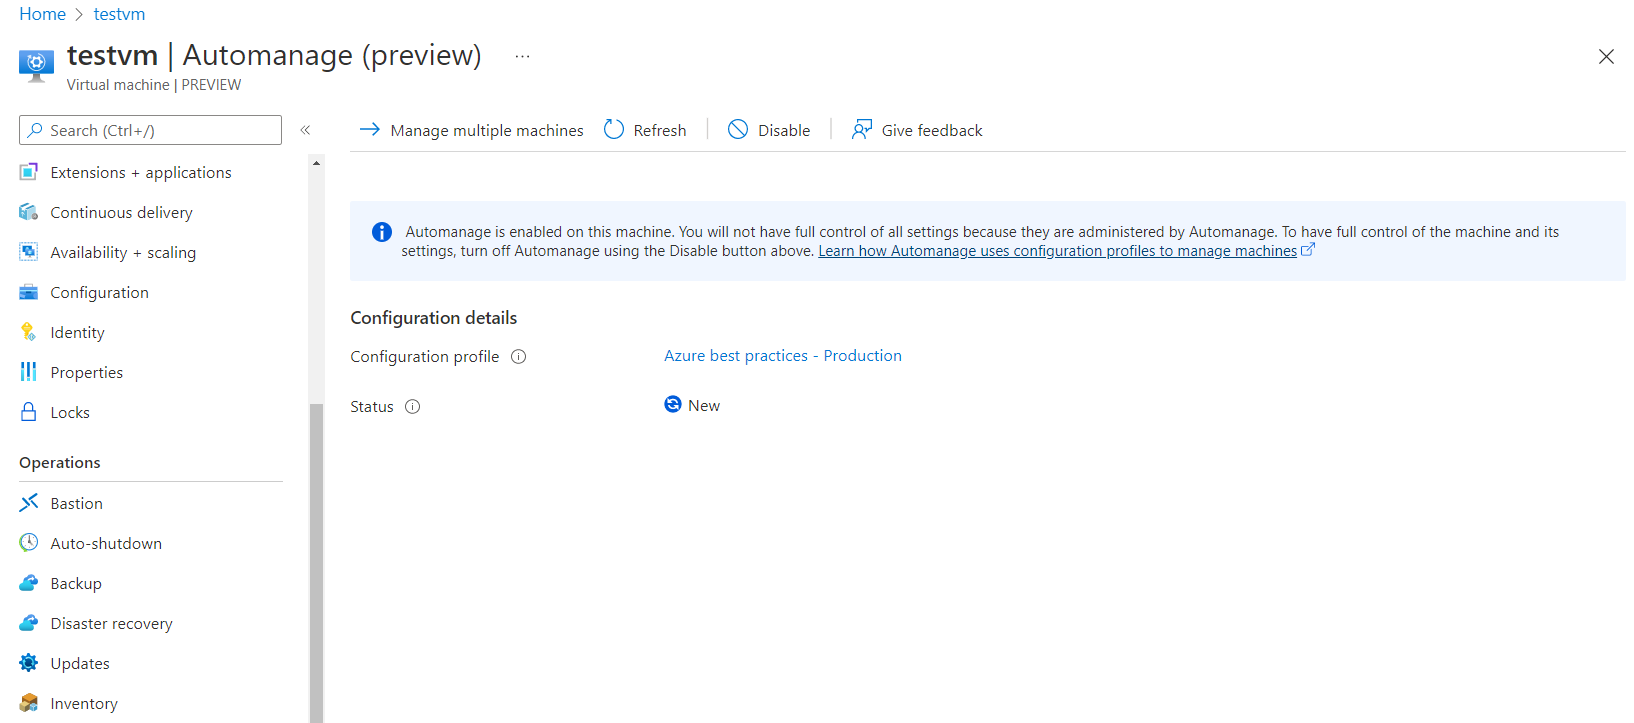 Home > testvm
testvm | Automanage (preview) ...
Virtual machine | PREVIEW
Search (Ctrl+/)
«
Manage multiple machines
Refresh
Disable
Give feedback
Extensions + applications
Continuous delivery
Availability + scaling
Configuration
Identity
Properties
Locks
Operations
Bastion
Auto-shutdown
Backup
Disaster recovery
Updates
Inventory
Automanage is enabled on this machine. You will not have full control of all settings because they are administered by Automanage. To have full control of the machine and its
settings, turn off Automanage using the Disable button above. Learn how Automanage uses configuration profiles to manage machines
Configuration details
Configuration profile
Azure best practices - Production
Status
New